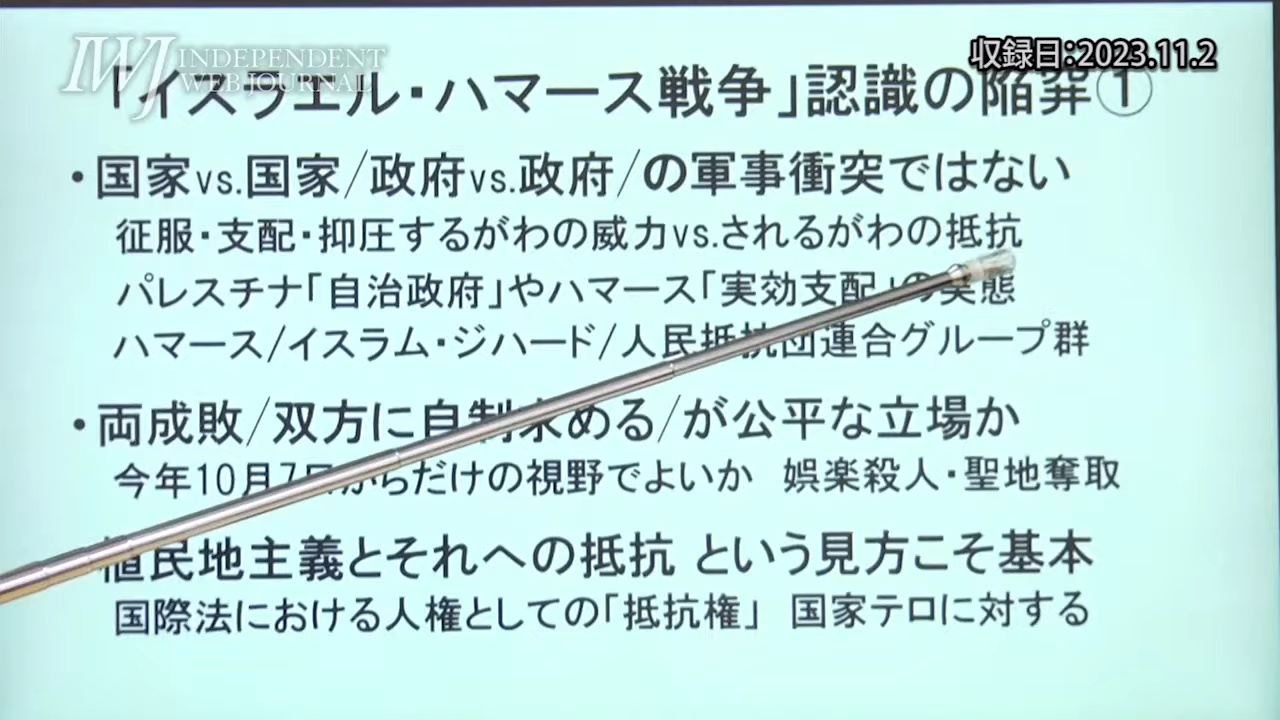 IWJ INDEPENDENT
WEB JOURNAL
収録日:2023.11.2
「イスラエル・ハマース戦争」認識の陥穽①
・国家vs.国家/政府vs.政府/の軍事衝突ではない
征服・支配・抑圧するがわの威力vs.されるがわの抵抗
パレスチナ「自治政府」やハマース「実効支配」の実態
ハマース/イスラム・ジハード/人民抵抗団連合グループ群
・両成敗/双方に自制求める/が公平な立場か
今年10月7日からだけの視野でよいか 娯楽殺人・聖地奪取
植民地主義とそれへの抵抗 という見方こそ基本
国際法における人権としての「抵抗権」 国家テロに対する